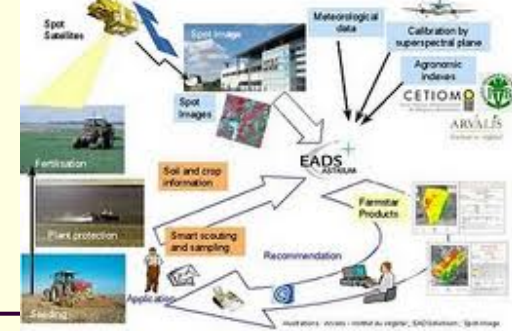 Spot
Satellites
Spot Image
Meteorological
data
Calibration by
superspectral plane
Agronomic
indexes
CETIOM
ARVALIS
Spot
Images
EADS
ASTRIUM
Fertilisation
Soil and crop
information
Farmstar
Products
Plant protection
Smart scouting
and sampling
Recommendation
Application
Seeding